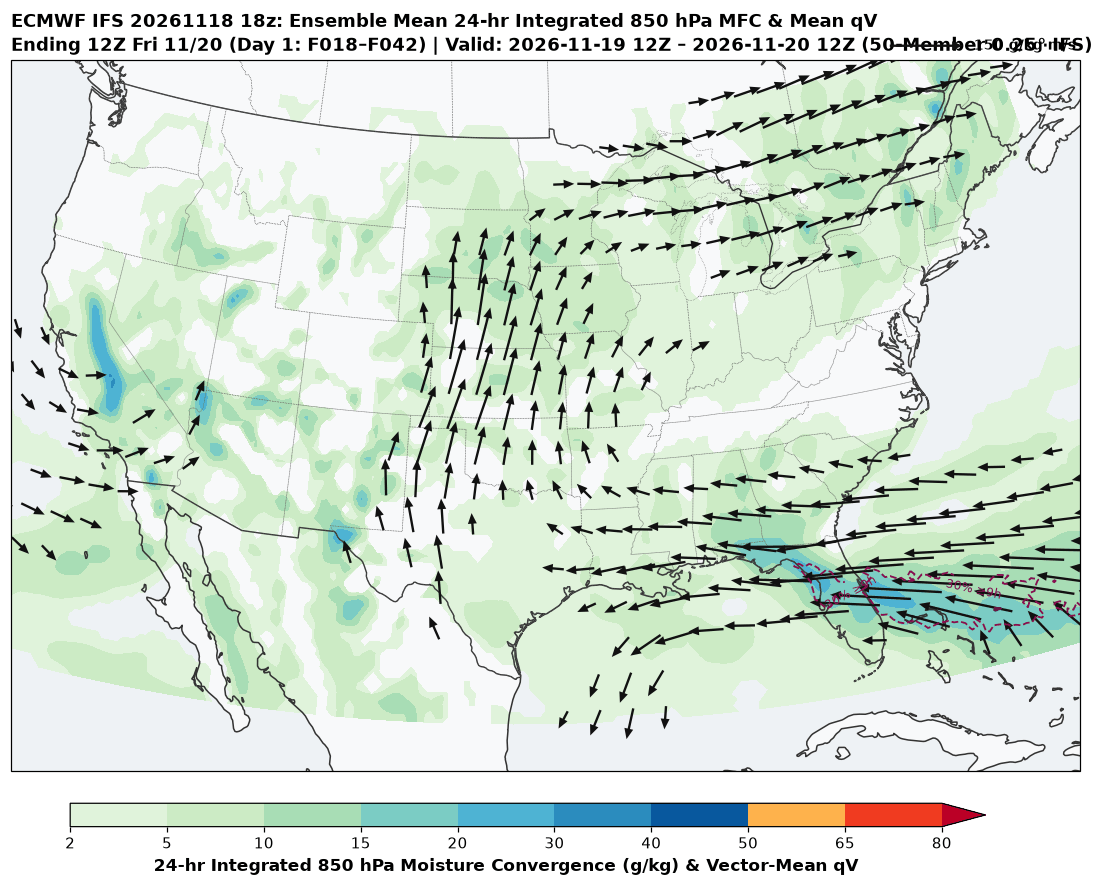 ECMWF IFS 20261118 18z: Ensemble Mean 24-hr Integrated 850 hPa MFC & Mean qV
Ending 12Z Fri 11/20 (Day 1: F018–F042) | Valid: 2026-11-19 12Z – 2026-11-20 12Z (50-Member 0.25° IFS)
30%
2 5 10 15 20 30 40 50 65 80
24-hr Integrated 850 hPa Moisture Convergence (g/kg) & Vector-Mean qV